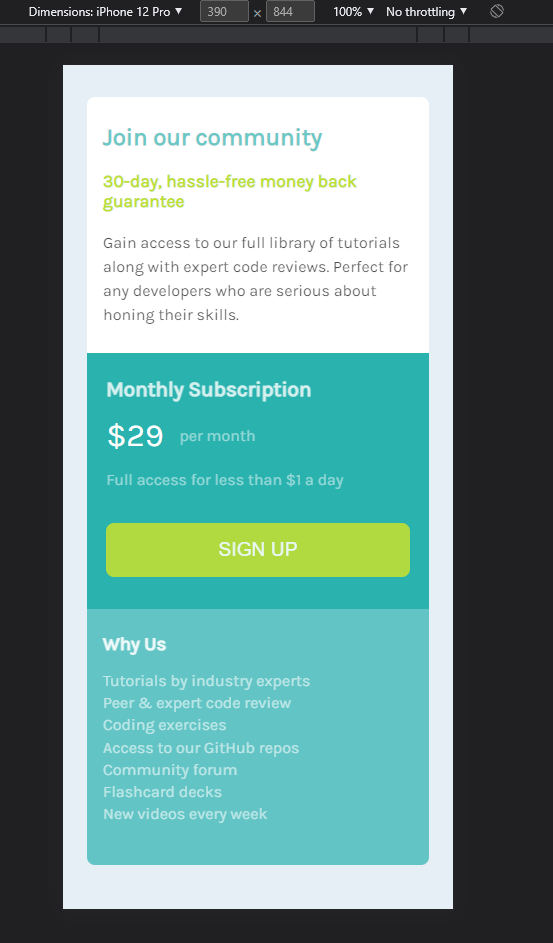 Dimensions: iPhone 12 Pro ▼ 390 × 844 100% ▼ No throttling ▼
Join our community
30-day, hassle-free money back
guarantee
Gain access to our full library of tutorials
along with expert code reviews. Perfect for
any developers who are serious about
honing their skills.
Monthly Subscription
$29 per month
Full access for less than $1 a day
SIGN UP
Why Us
Tutorials by industry experts
Peer & expert code review
Coding exercises
Access to our GitHub repos
Community forum
Flashcard decks
New videos every week